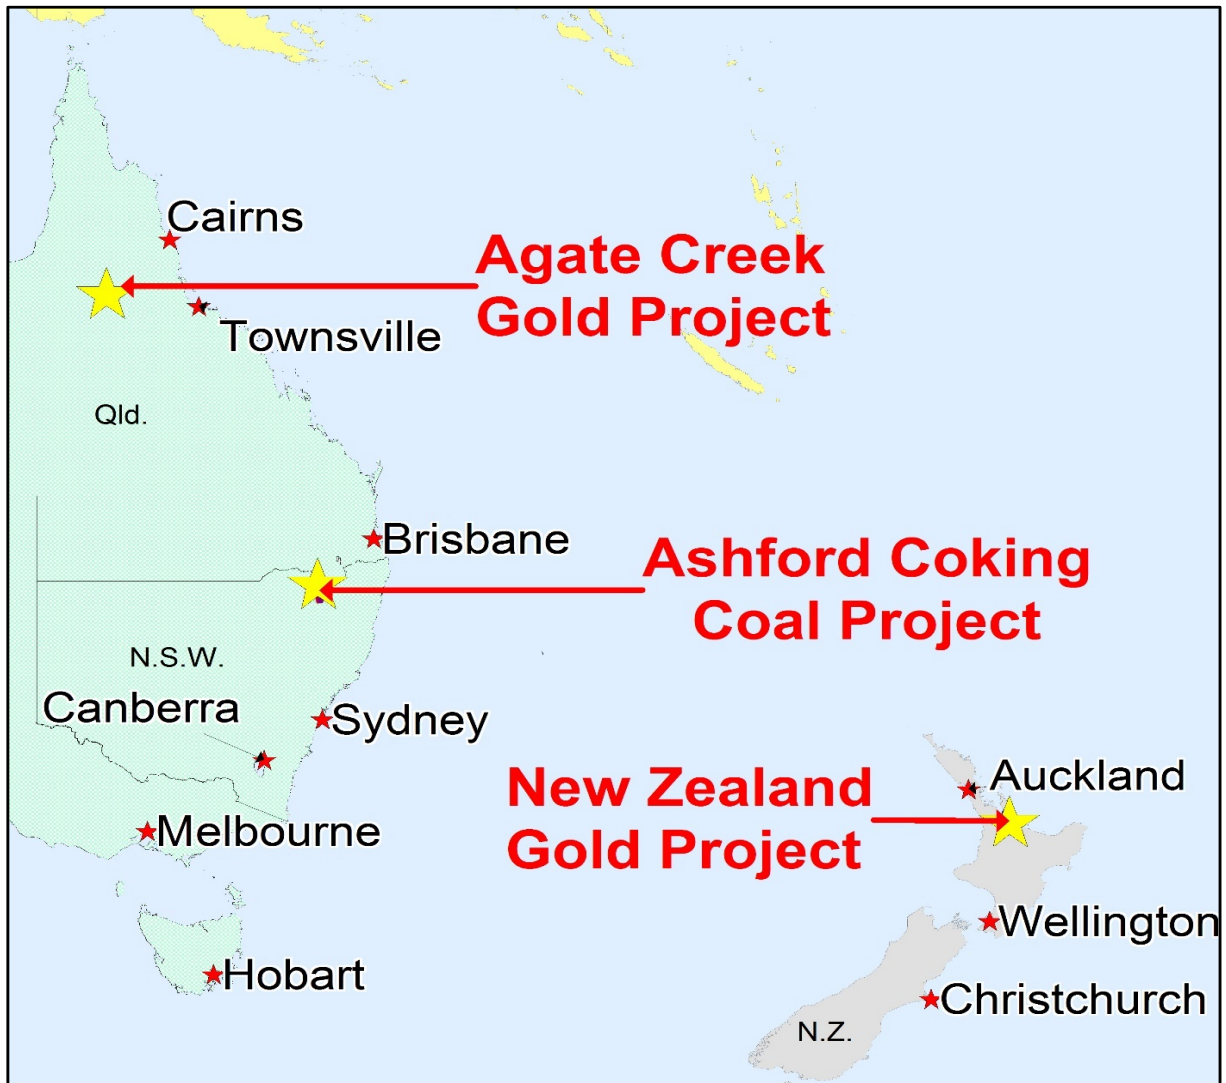 Cairns
Agate Creek
Gold Project
Townsville
Qld.
Brisbane
Ashford Coking
Coal Project
N.S.W.
Canberra
Sydney
New Zealand
Gold Project
Auckland
Melbourne
Wellington
Hobart
Christchurch
N.Z.